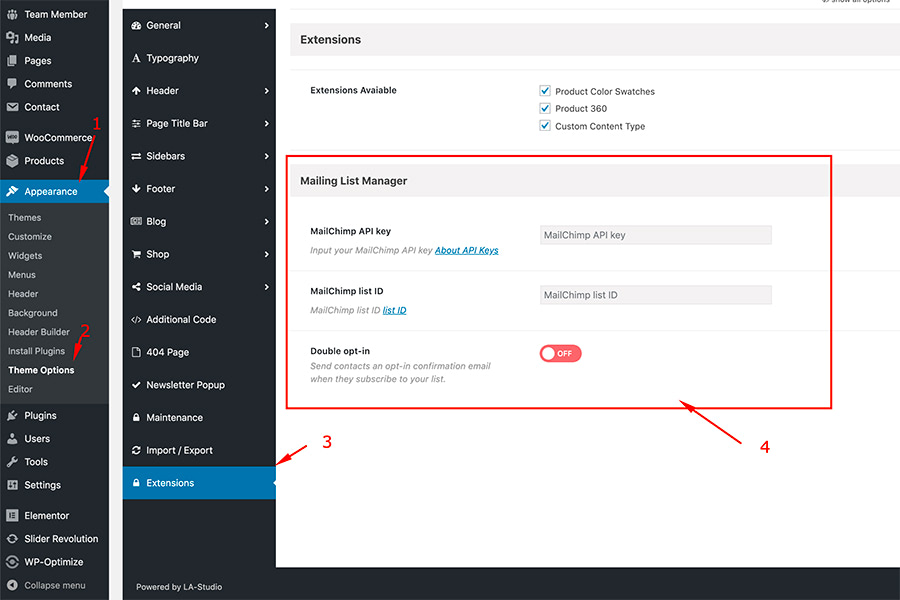 Team Member
Media
Pages
Comments
Contact
1
WooCommerce
Products
Appearance
Themes
Customize
Widgets
Menus
Header
Background
Header Builder
2
Install Plugins
Theme Options
Editor
Plugins
Users
Tools
Settings
Elementor
Slider Revolution
WP-Optimize
Collapse menu
General
Typography
Header
Page Title Bar
Sidebars
Footer
Blog
Shop
Social Media
Additional Code
404 Page
Newsletter Popup
Maintenance
Import / Export
3
Extensions
Powered by LA-Studio
show all options
Extensions
Extensions Avaiable
Product Color Swatches
Product 360
Custom Content Type
Mailing List Manager
MailChimp API key
MailChimp API key
Input your MailChimp API key About API Keys
MailChimp list ID
MailChimp list ID
MailChimp list ID list ID
Double opt-in
OFF
Send contacts an opt-in confirmation email
when they subscribe to your list.
4